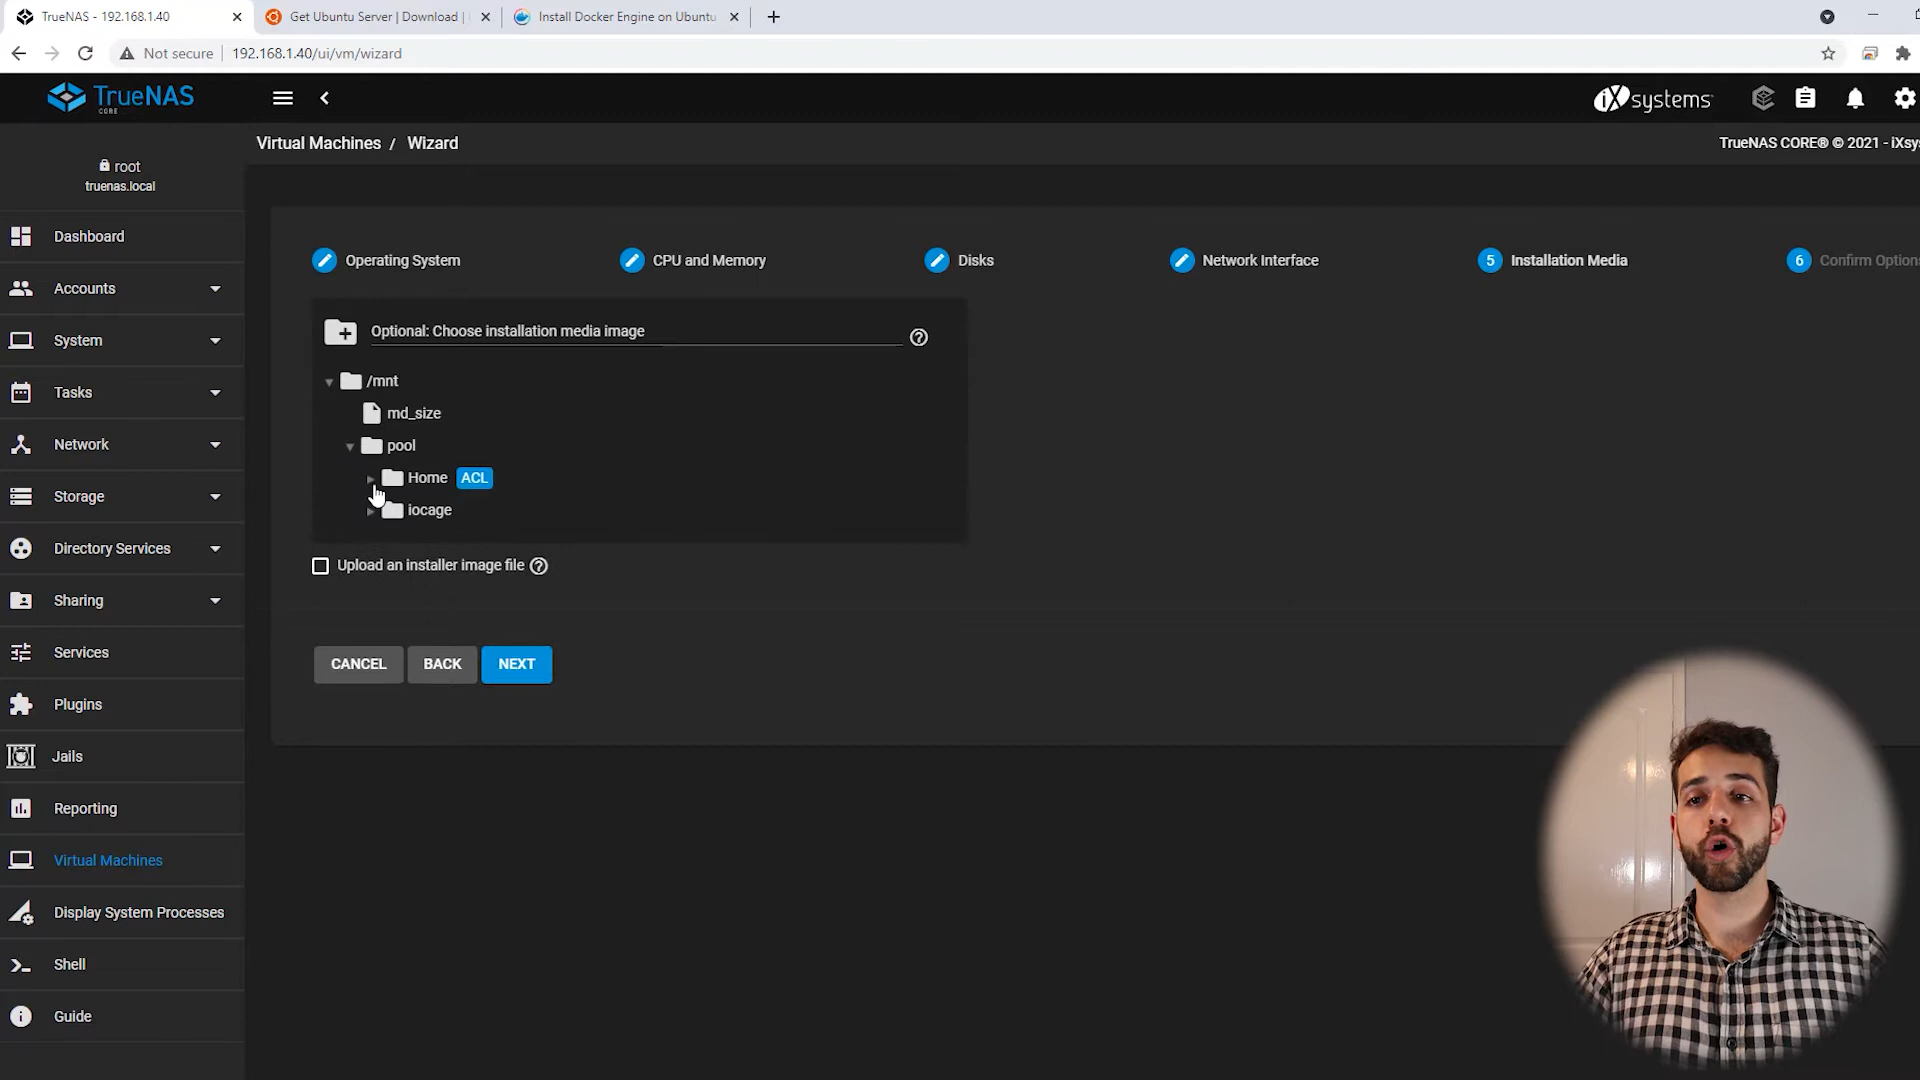 TrueNAS - 192.168.1.40
Get Ubuntu Server | Download |
Install Docker Engine on Ubuntu
Not secure
192.168.1.40/ui/vm/wizard
TrueNAS
CORE
iXsystems
Virtual Machines / Wizard
TrueNAS CORE® © 2021 - iXsy
root
truenas.local
Dashboard
Accounts
System
Tasks
Network
Storage
Directory Services
Sharing
Services
Plugins
Jails
Reporting
Virtual Machines
Display System Processes
Shell
Guide
Operating System
CPU and Memory
Disks
Network Interface
5 Installation Media
6 Confirm Option
Optional: Choose installation media image
/mnt
md_size
pool
Home ACL
iocage
Upload an installer image file
CANCEL
BACK
NEXT